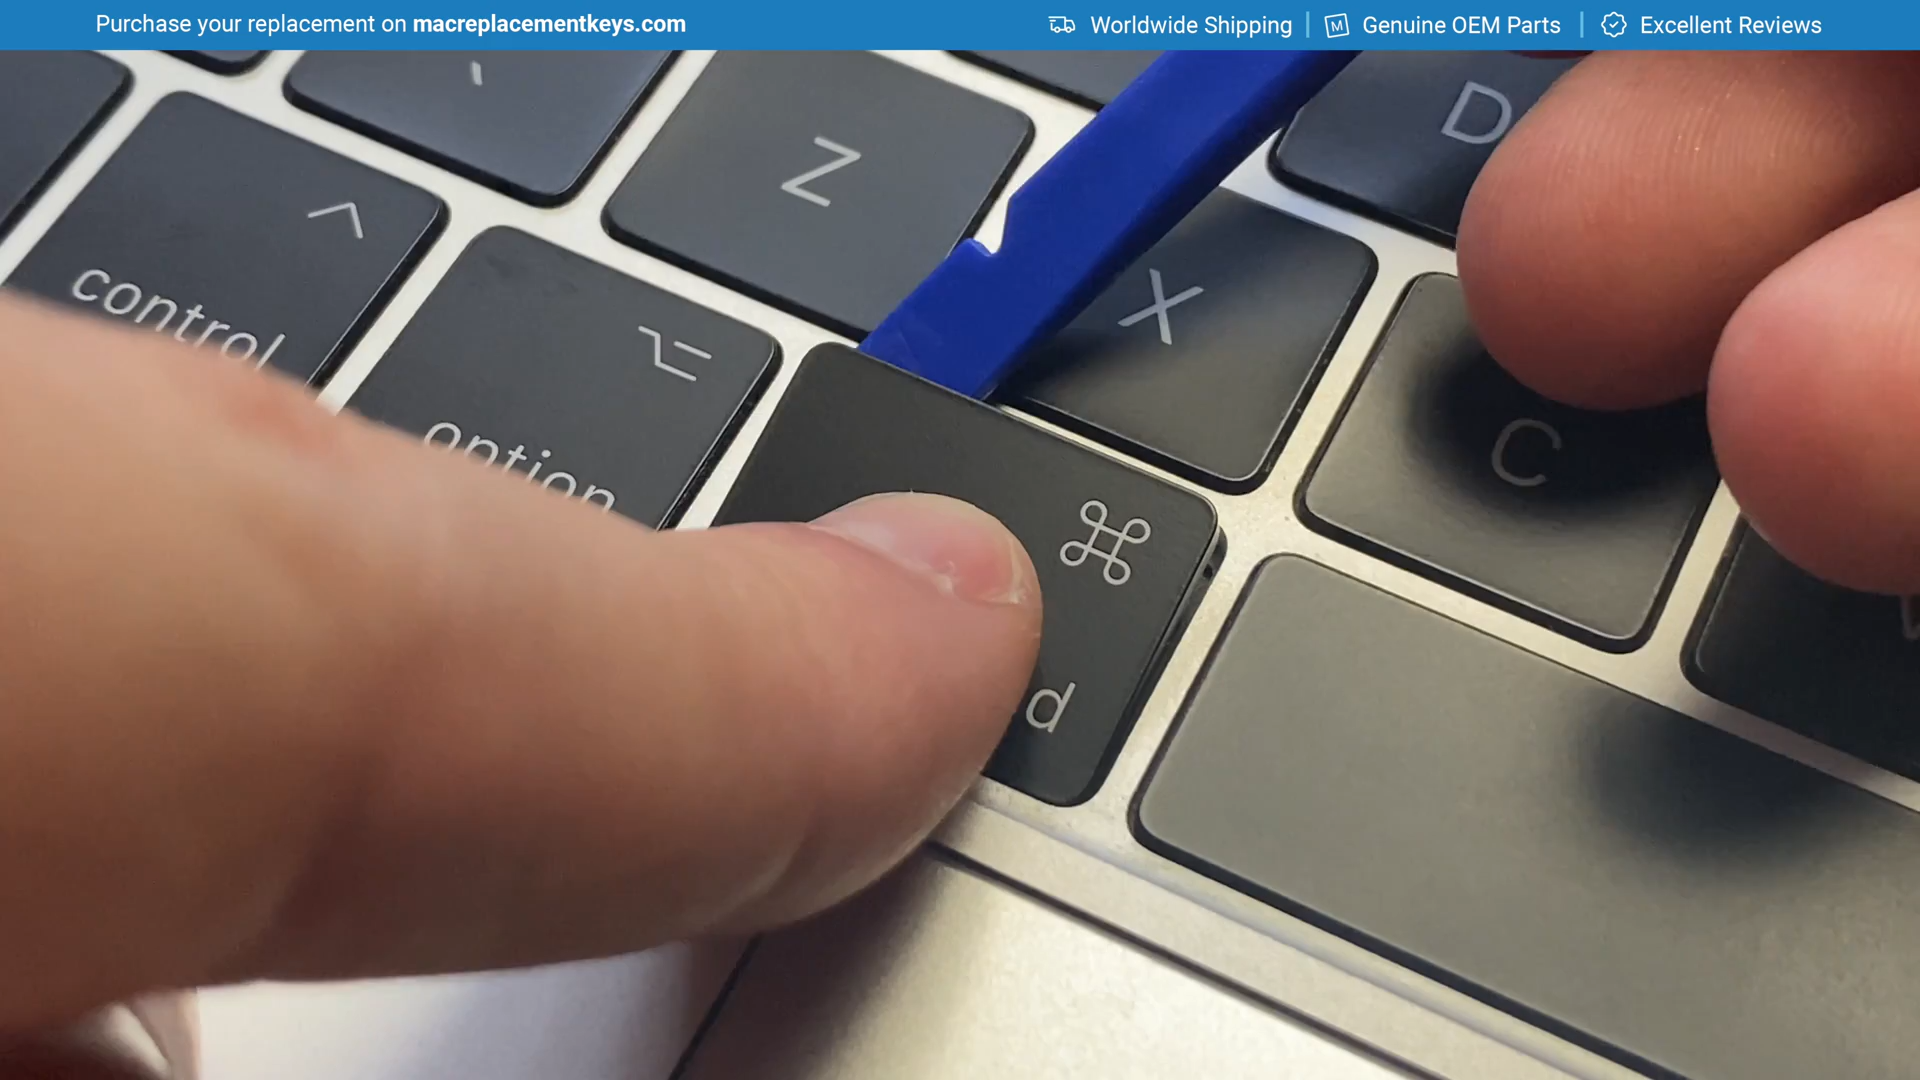 Purchase your replacement on macreplacementkeys.com
Worldwide Shipping
Genuine OEM Parts
Excellent Reviews
`
Z
D
^
control
X
⌥
option
C
⌘
d